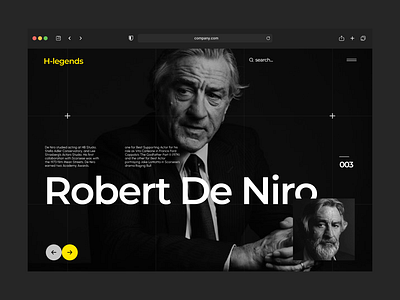 company.com
H-legends
search...
De Niro studied acting at HB Studio,
Stella Adler Conservatory, and Lee
Strasberg's Actors Studio. His first
collaboration with Scorsese was with
the 1973 film Mean Streets. De Niro
earned two Academy Awards,
one for Best Supporting Actor for his
role as Vito Corleone in Francis Ford
Coppola's The Godfather Part II (1974)
and the other for Best Actor
portraying Jake LaMotta in Scorsese's
drama Raging Bull
003
Robert De Niro